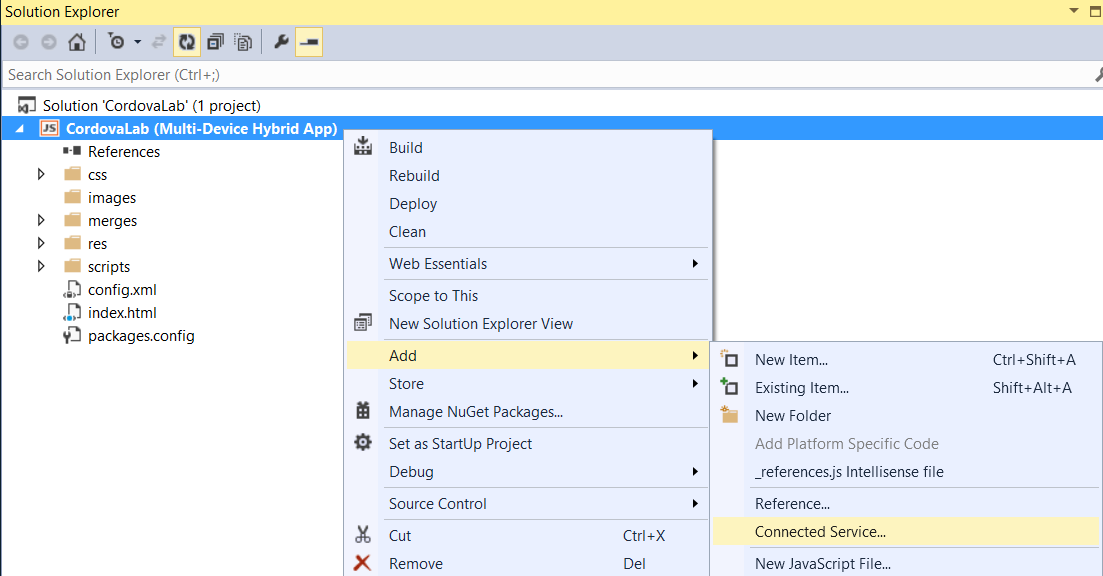 Solution Explorer
Search Solution Explorer (Ctrl+;)
Solution 'CordovaLab' (1 project)
JS CordovaLab (Multi-Device Hybrid App)
References
css
images
merges
res
scripts
config.xml
index.html
packages.config
Build
Rebuild
Deploy
Clean
Web Essentials
Scope to This
New Solution Explorer View
Add
Store
Manage NuGet Packages...
Set as StartUp Project
Debug
Source Control
Cut Ctrl+X
Remove Del
New Item... Ctrl+Shift+A
Existing Item... Shift+Alt+A
New Folder
Add Platform Specific Code
_references.js Intellisense file
Reference...
Connected Service...
New JavaScript File...